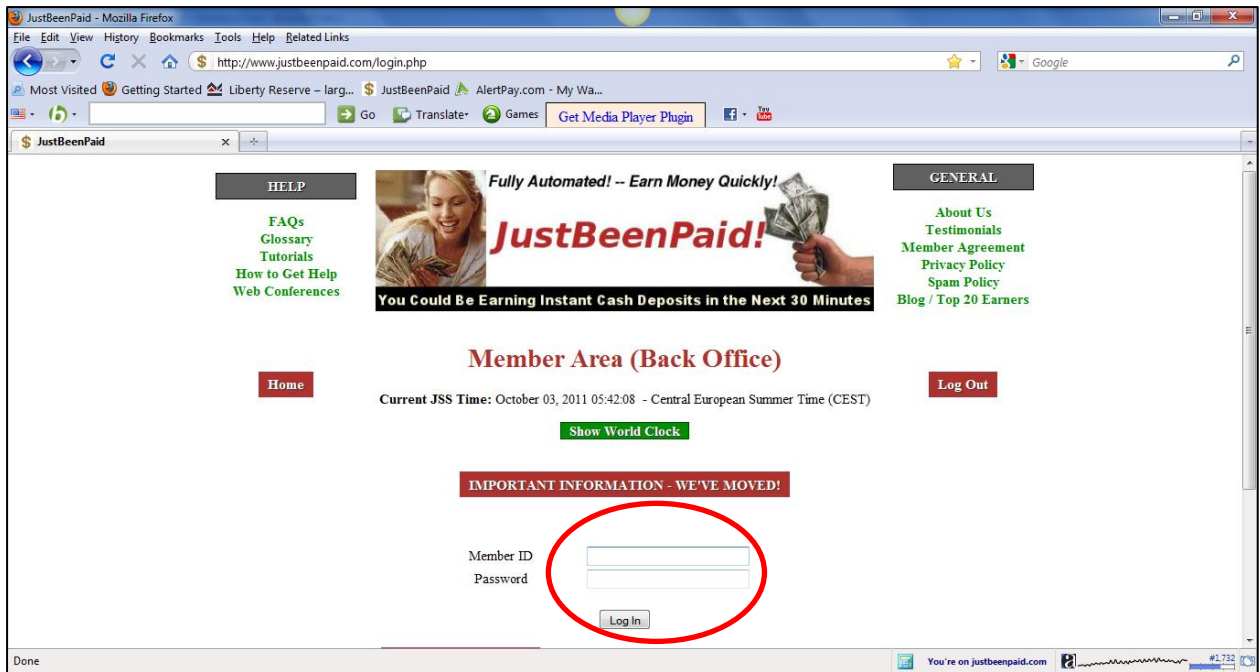 JustBeenPaid - Mozilla Firefox
File Edit View History Bookmarks Tools Help Related Links
http://www.justbeenpaid.com/login.php
Google
Most Visited Getting Started Liberty Reserve – larg... JustBeenPaid AlertPay.com - My Wa...
Go Translate Games Get Media Player Plugin You Tube
JustBeenPaid
HELP
FAQs
Glossary
Tutorials
How to Get Help
Web Conferences
Fully Automated! -- Earn Money Quickly!
JustBeenPaid!
You Could Be Earning Instant Cash Deposits in the Next 30 Minutes
GENERAL
About Us
Testimonials
Member Agreement
Privacy Policy
Spam Policy
Blog / Top 20 Earners
Member Area (Back Office)
Home
Log Out
Current JSS Time: October 03, 2011 05:42:08 - Central European Summer Time (CEST)
Show World Clock
IMPORTANT INFORMATION - WE'VE MOVED!
Member ID
Password
Log In
Done
You're on justbeenpaid.com
#1,732